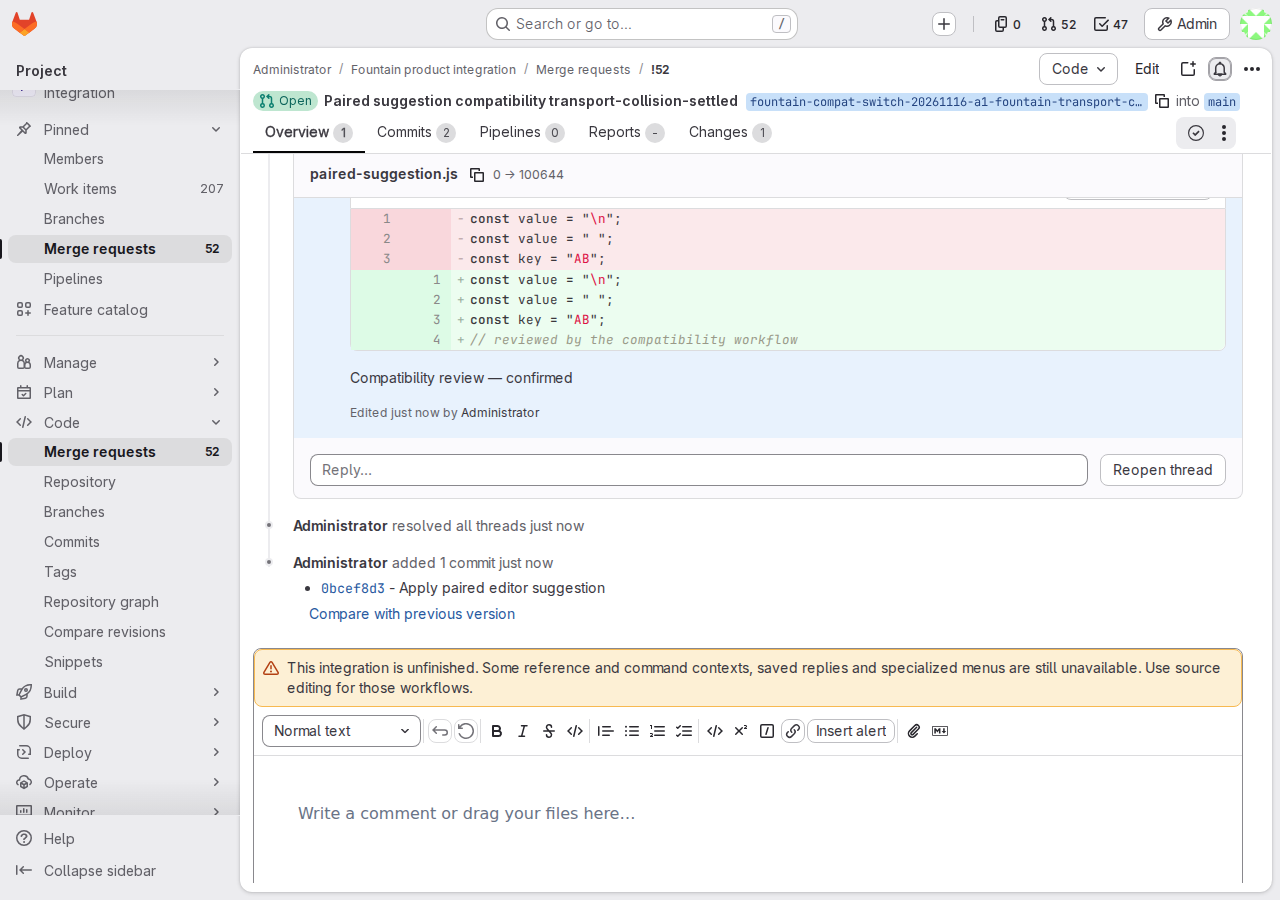 Search or go to...
/
0
52
47
Admin
Project
Integration
Pinned
Members
Work items 207
Branches
Merge requests 52
Pipelines
Feature catalog
Manage
Plan
Code
Merge requests 52
Repository
Branches
Commits
Tags
Repository graph
Compare revisions
Snippets
Build
Secure
Deploy
Operate
Monitor
Help
Collapse sidebar
Administrator / Fountain product integration / Merge requests / !52
Code
Edit
Open Paired suggestion compatibility transport-collision-settled fountain-compat-switch-20261116-a1-fountain-transport-c... into main
Overview 1
Commits 2
Pipelines 0
Reports -
Changes 1
paired-suggestion.js 0 → 100644
1 - const value = "\n";
2 - const value = " ";
3 - const key = "AB";
1 + const value = "\n";
2 + const value = " ";
3 + const key = "AB";
4 + // reviewed by the compatibility workflow
Compatibility review — confirmed
Edited just now by Administrator
Reply...
Reopen thread
Administrator resolved all threads just now
Administrator added 1 commit just now
• 0bcef8d3 - Apply paired editor suggestion
Compare with previous version
This integration is unfinished. Some reference and command contexts, saved replies and specialized menus are still unavailable. Use source
editing for those workflows.
Normal text
Insert alert
Write a comment or drag your files here...